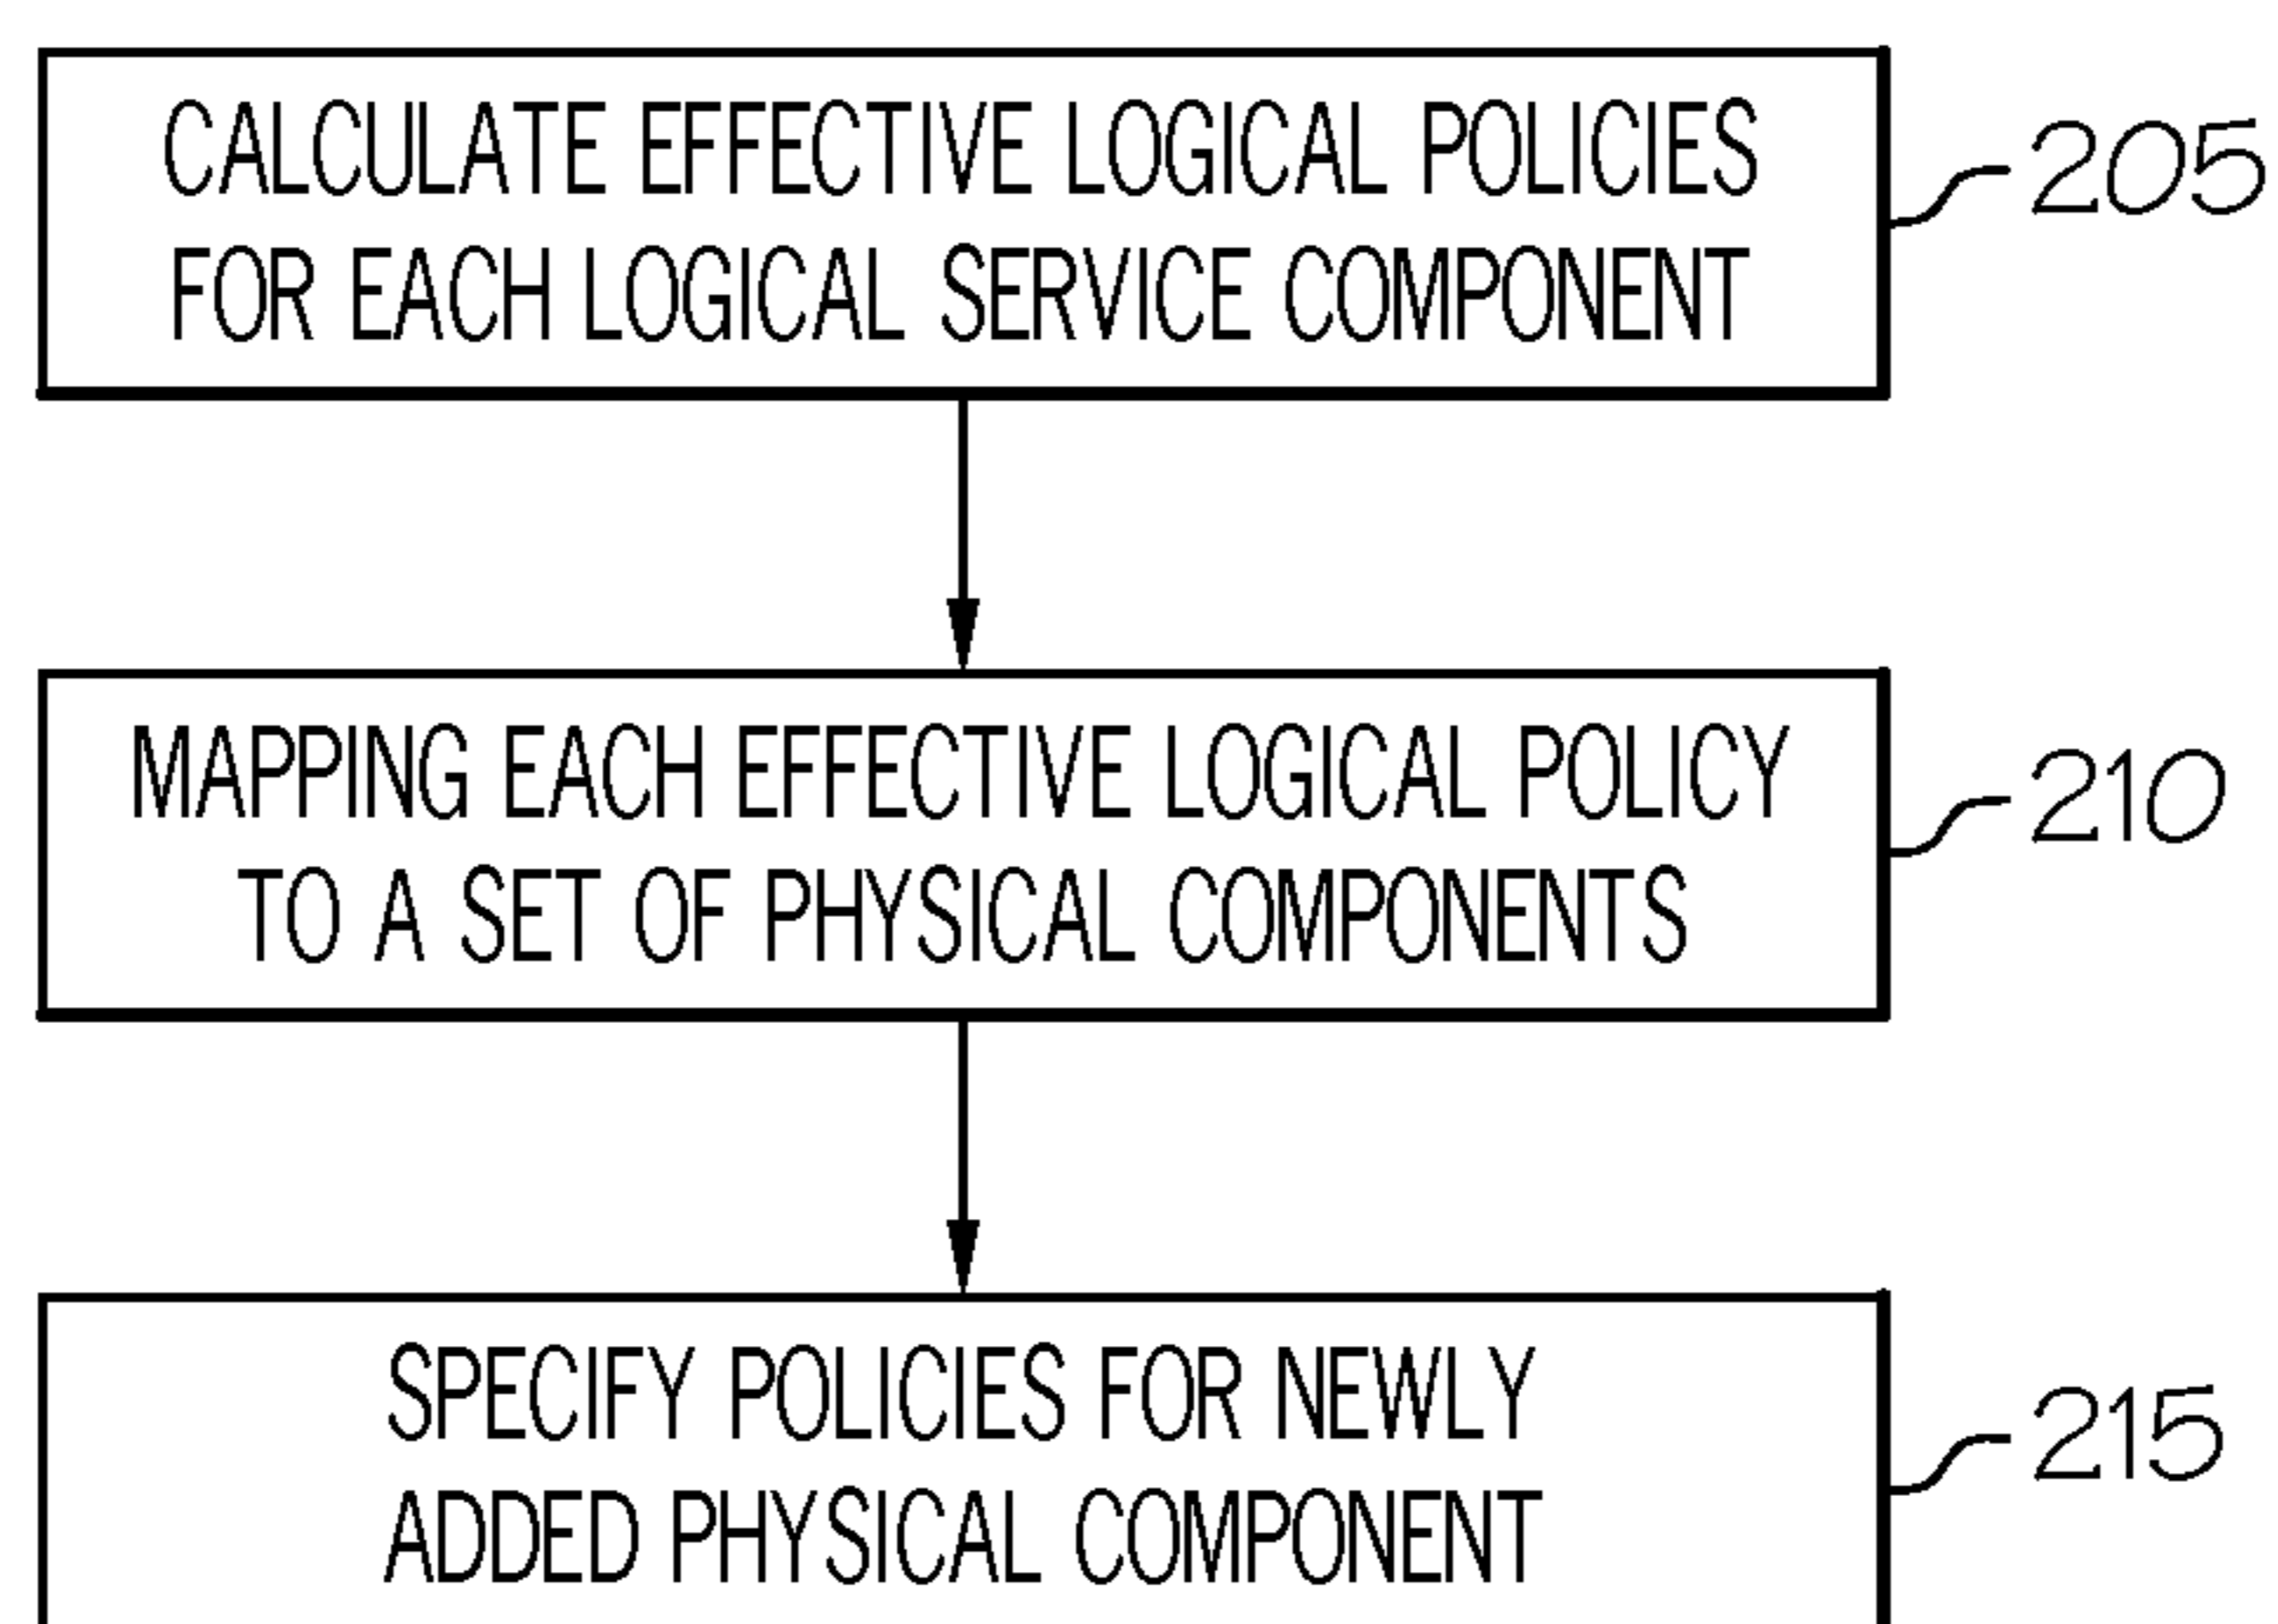 CALCULATE EFFECTIVE LOGICAL POLICIES
FOR EACH LOGICAL SERVICE COMPONENT
205
MAPPING EACH EFFECTIVE LOGICAL POLICY
TO A SET OF PHYSICAL COMPONENTS
210
SPECIFY POLICIES FOR NEWLY
ADDED PHYSICAL COMPONENT
215